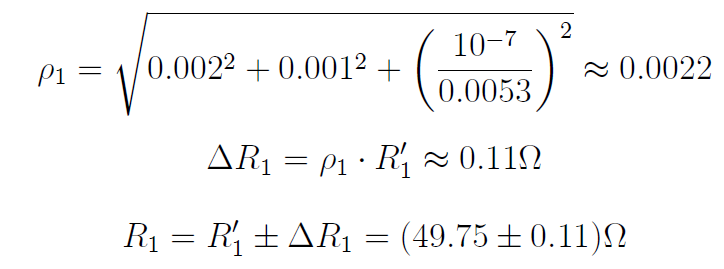 ρ₁ = √(0.002² + 0.001² + (10⁻⁷/0.0053)²) ≈ 0.0022
ΔR₁ = ρ₁ · R′₁ ≈ 0.11Ω
R₁ = R′₁ ± ΔR₁ = (49.75 ± 0.11)Ω